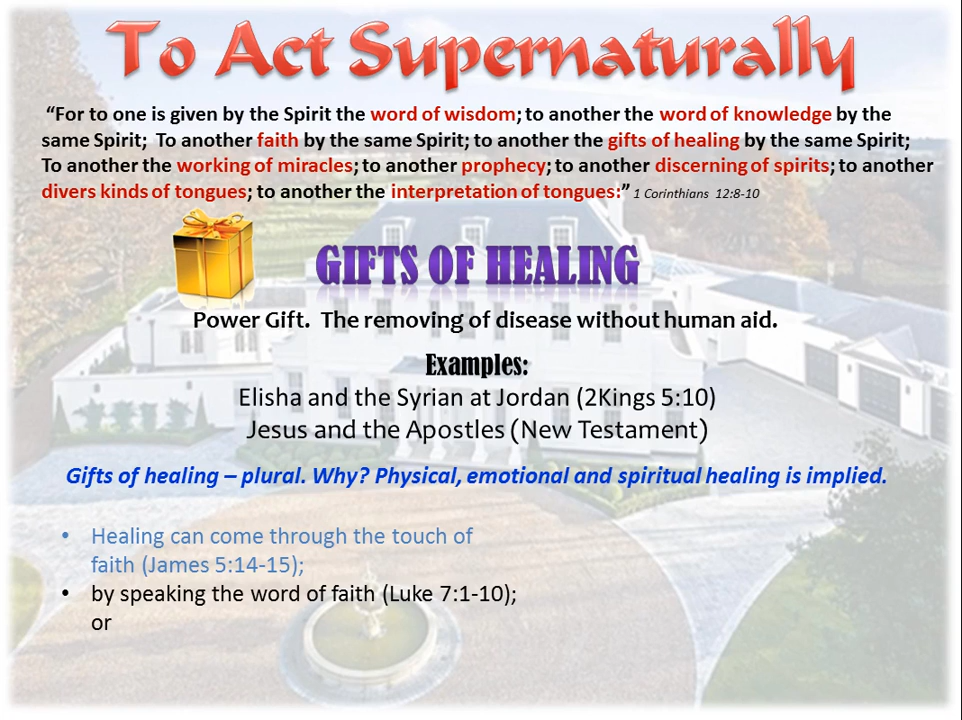 To Act Supernaturally
“For to one is given by the Spirit the word of wisdom; to another the word of knowledge by the
same Spirit;  To another faith by the same Spirit; to another the gifts of healing by the same Spirit;
To another the working of miracles; to another prophecy; to another discerning of spirits; to another
divers kinds of tongues; to another the interpretation of tongues:” 1 Corinthians  12:8-10
GIFTS OF HEALING
Power Gift.  The removing of disease without human aid.
Examples:
Elisha and the Syrian at Jordan (2Kings 5:10)
Jesus and the Apostles (New Testament)
Gifts of healing – plural. Why? Physical, emotional and spiritual healing is implied.
• Healing can come through the touch of
faith (James 5:14-15);
• by speaking the word of faith (Luke 7:1-10);
or